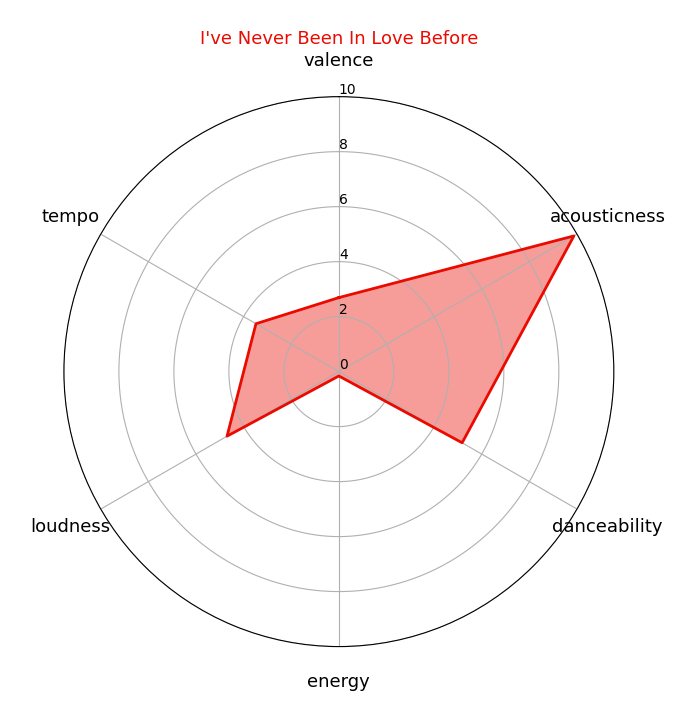 I've Never Been In Love Before
valence
10
8
acousticness
tempo
6
4
2
0
loudness
danceability
energy